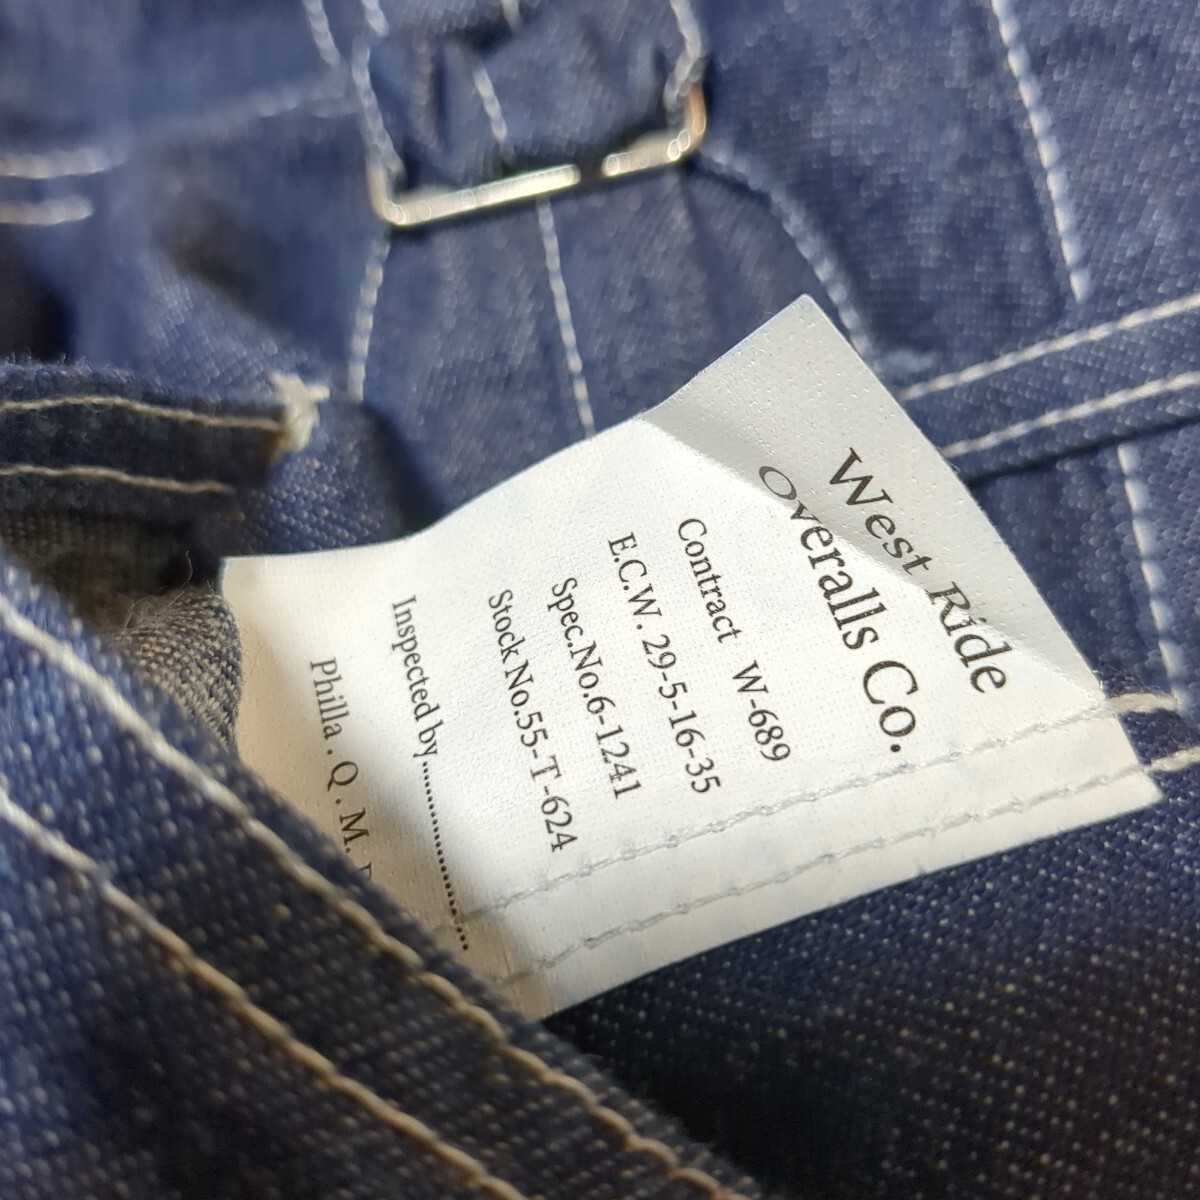 West Ride
Overalls Co.
Contract W-689
E.C.W. 29-5-16-35
Spec.No.6-1241
Stock No.55-T-624
Inspected by....................
Philla . Q . M.